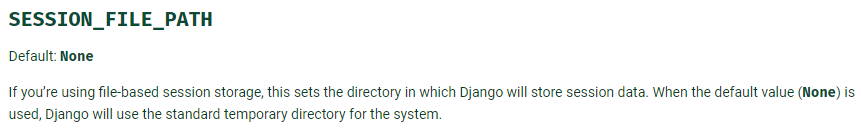 SESSION_FILE_PATH
Default: None
If you’re using file-based session storage, this sets the directory in which Django will store session data. When the default value (None) is
used, Django will use the standard temporary directory for the system.